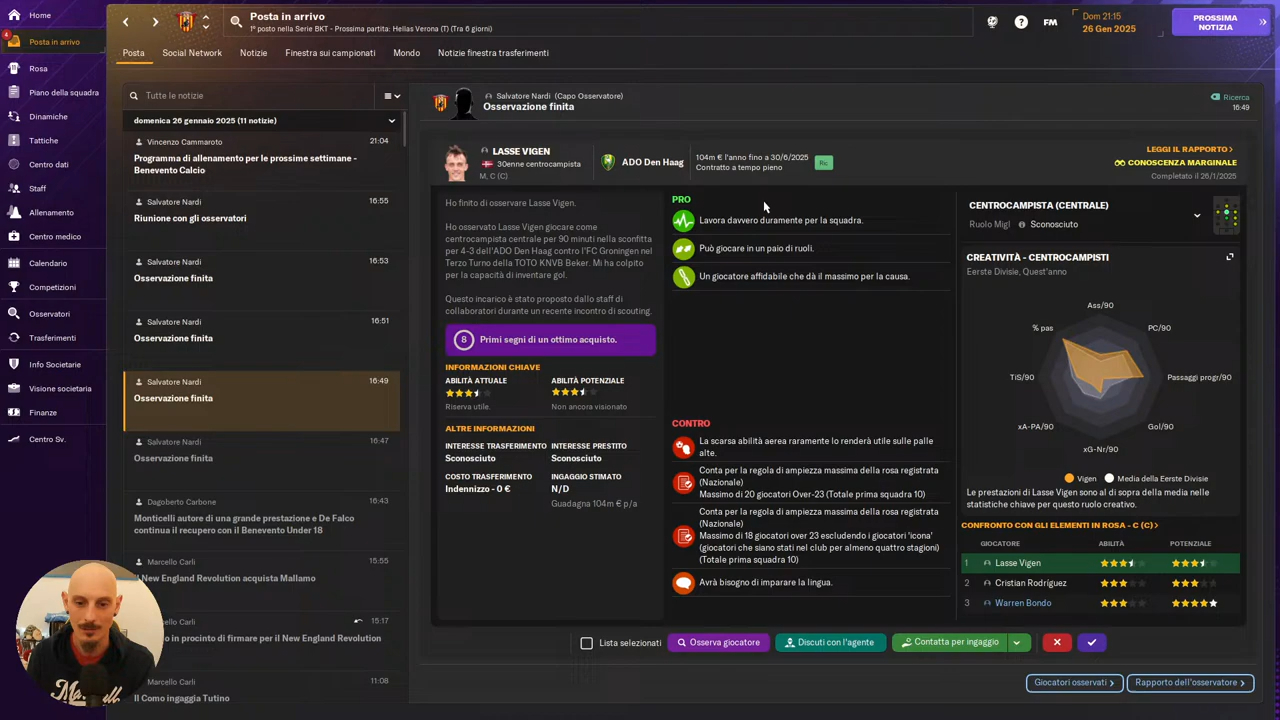 Home
4
Posta in arrivo
Rosa
Piano della squadra
Dinamiche
Tattiche
Centro dati
Staff
Allenamento
Centro medico
Calendario
Competizioni
Osservatori
Trasferimenti
Info Societarie
Visione societaria
Finanze
Centro Sv.
Posta in arrivo
1° posto nella Serie BKT - Prossima partita: Hellas Verona (T) (Tra 6 giorni)
FM
Dom 21:15
26 Gen 2025
PROSSIMA
NOTIZIA
Posta
Social Network
Notizie
Finestra sui campionati
Mondo
Notizie finestra trasferimenti
Tutte le notizie
domenica 26 gennaio 2025 (11 notizie)
Vincenzo Cammaroto
21:04
Programma di allenamento per le prossime settimane -
Benevento Calcio
Salvatore Nardi
16:55
Riunione con gli osservatori
Salvatore Nardi
16:53
Osservazione finita
Salvatore Nardi
16:51
Osservazione finita
Salvatore Nardi
16:49
Osservazione finita
Salvatore Nardi
16:47
Osservazione finita
Dagoberto Carbone
16:43
Monticelli autore di una grande prestazione e De Falco
continua il recupero con il Benevento Under 18
Marcello Carli
15:55
New England Revolution acquista Mallamo
Marcello Carli
15:17
in procinto di firmare per il New England Revolution
Marcello Carli
11:08
Il Como ingaggia Tutino
Salvatore Nardi (Capo Osservatore)
Osservazione finita
Ricerca
16:49
LASSE VIGEN
30enne centrocampista
M, C (C)
ADO Den Haag
104m € l'anno fino a 30/6/2025
Contratto a tempo pieno
Ric
LEGGI IL RAPPORTO
CONOSCENZA MARGINALE
Completato il 26/1/2025
Ho finito di osservare Lasse Vigen.
Ho osservato Lasse Vigen giocare come
centrocampista centrale per 90 minuti nella sconfitta
per 4-3 dell'ADO Den Haag contro l'FC Groningen nel
Terzo Turno della TOTO KNVB Beker. Mi ha colpito
per la capacità di inventare gol.
Questo incarico è stato proposto dallo staff di
collaboratori durante un recente incontro di scouting.
8
Primi segni di un ottimo acquisto.
INFORMAZIONI CHIAVE
ABILITÀ ATTUALE
ABILITÀ POTENZIALE
Riserva utile.
Non ancora visionato
ALTRE INFORMAZIONI
INTERESSE TRASFERIMENTO
INTERESSE PRESTITO
Sconosciuto
Sconosciuto
COSTO TRASFERIMENTO
INGAGGIO STIMATO
Indennizzo - 0 €
N/D
Guadagna 104m € p/a
PRO
Lavora davvero duramente per la squadra.
Può giocare in un paio di ruoli.
Un giocatore affidabile che dà il massimo per la causa.
CONTRO
La scarsa abilità aerea raramente lo renderà utile sulle palle
alte.
Conta per la regola di ampiezza massima della rosa registrata
(Nazionale)
Massimo di 20 giocatori Over-23 (Totale prima squadra 10)
Conta per la regola di ampiezza massima della rosa registrata
(Nazionale)
Massimo di 18 giocatori over 23 escludendo i giocatori 'icona'
(giocatori che siano stati nel club per almeno quattro stagioni)
(Totale prima squadra 10)
Avrà bisogno di imparare la lingua.
CENTROCAMPISTA (CENTRALE)
Ruolo Migl
Sconosciuto
CREATIVITÀ - CENTROCAMPISTI
Eerste Divisie, Quest'anno
Ass/90
% pas
PC/90
TiS/90
Passaggi progr/90
xA-PA/90
Gol/90
xG-Nr/90
Vigen
Media della Eerste Divisie
Le prestazioni di Lasse Vigen sono al di sopra della media nelle
statistiche chiave per questo ruolo creativo.
CONFRONTO CON GLI ELEMENTI IN ROSA - C (C)
GIOCATORE
ABILITÀ
POTENZIALE
1
Lasse Vigen
2
Cristian Rodríguez
3
Warren Bondo
Lista selezionati
Osserva giocatore
Discuti con l'agente
Contatta per ingaggio
Giocatori osservati
Rapporto dell'osservatore